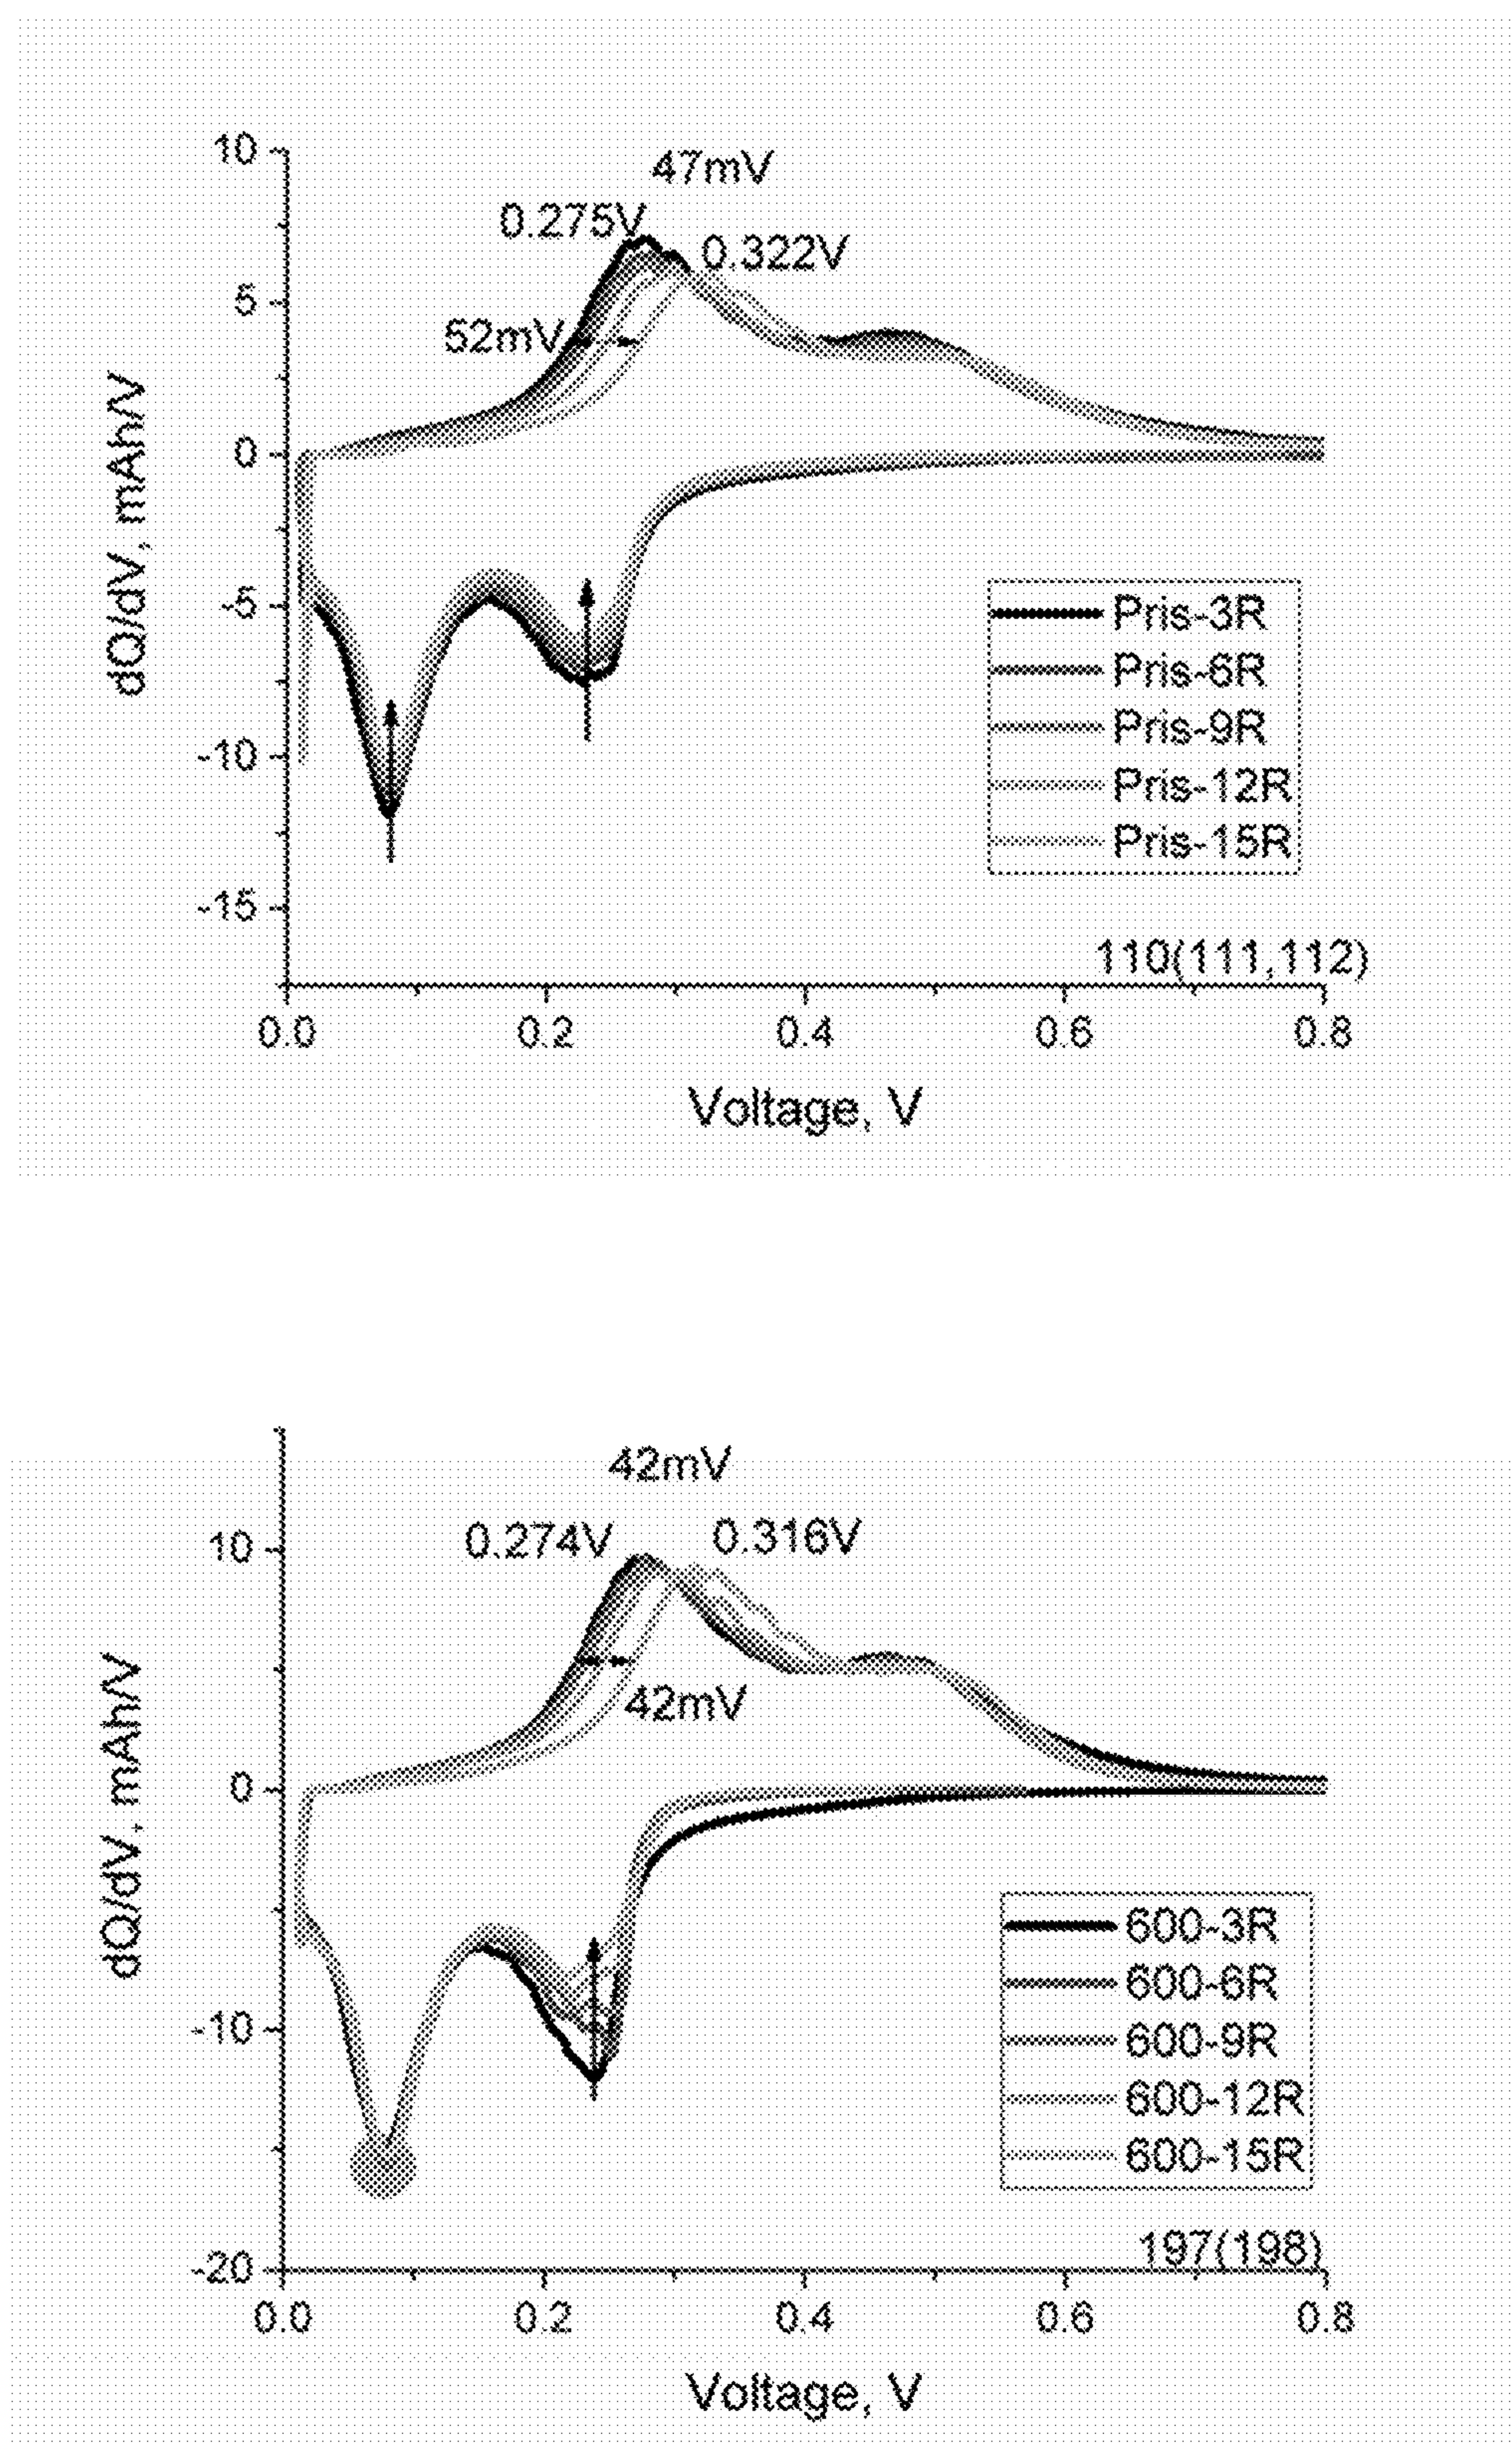 10
47mV
0.275V
0.322V
5
52mV
0
-5
-10
-15
dQ/dV, mAh/V
Pris-3R
Pris-6R
Pris-9R
Pris-12R
Pris-15R
110(111,112)
0.0 0.2 0.4 0.6 0.8
Voltage, V
42mV
0.274V
0.316V
10
42mV
0
-10
-20
dQ/dV, mAh/V
600-3R
600-6R
600-9R
600-12R
600-15R
197(198)
0.0 0.2 0.4 0.6 0.8
Voltage, V